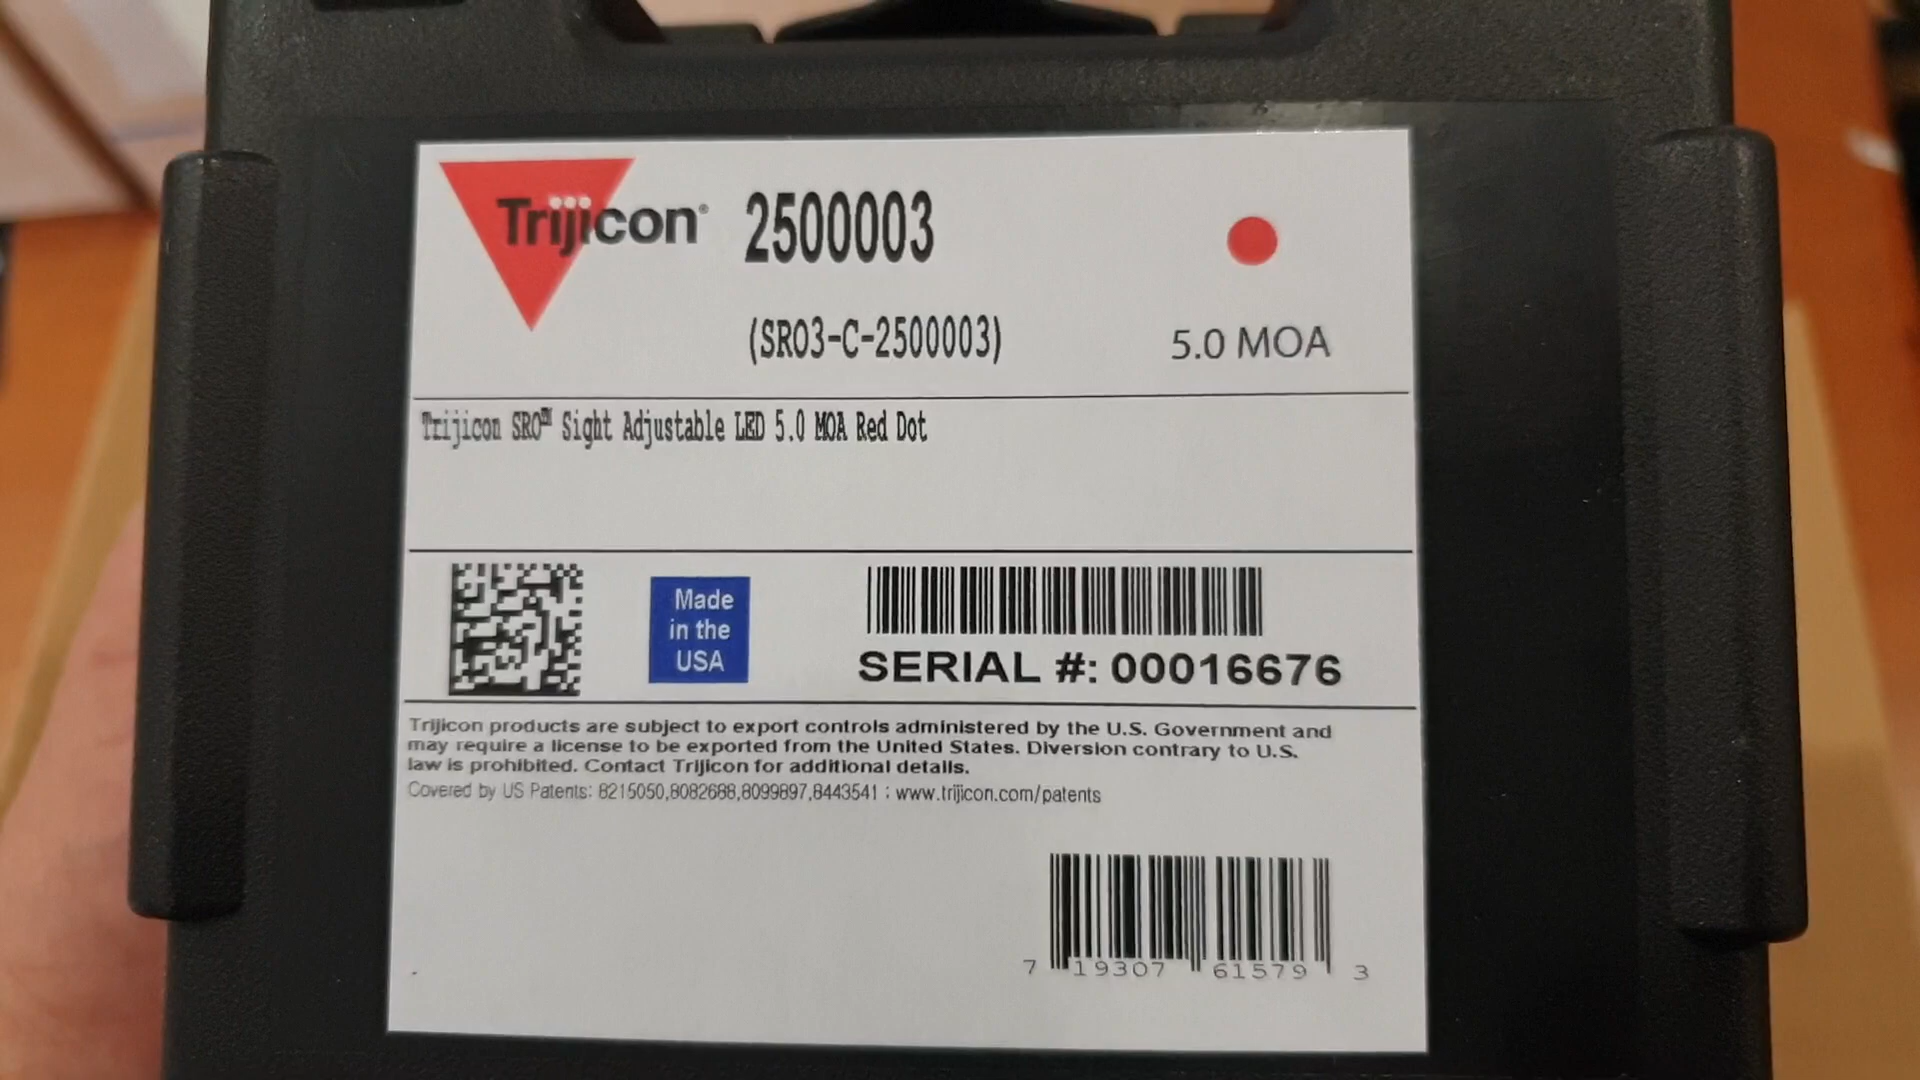 Trijicon® 2500003
(SRO3-C-2500003)
5.0 MOA
Trijicon SRO™ Sight Adjustable LED 5.0 MOA Red Dot
Made
in the
USA
SERIAL #: 00016676
Trijicon products are subject to export controls administered by the U.S. Government and
may require a license to be exported from the United States. Diversion contrary to U.S.
law is prohibited. Contact Trijicon for additional details.
Covered by US Patents: 8215050,8082688,8099897,8443541 ; www.trijicon.com/patents
7 19307 61579 3